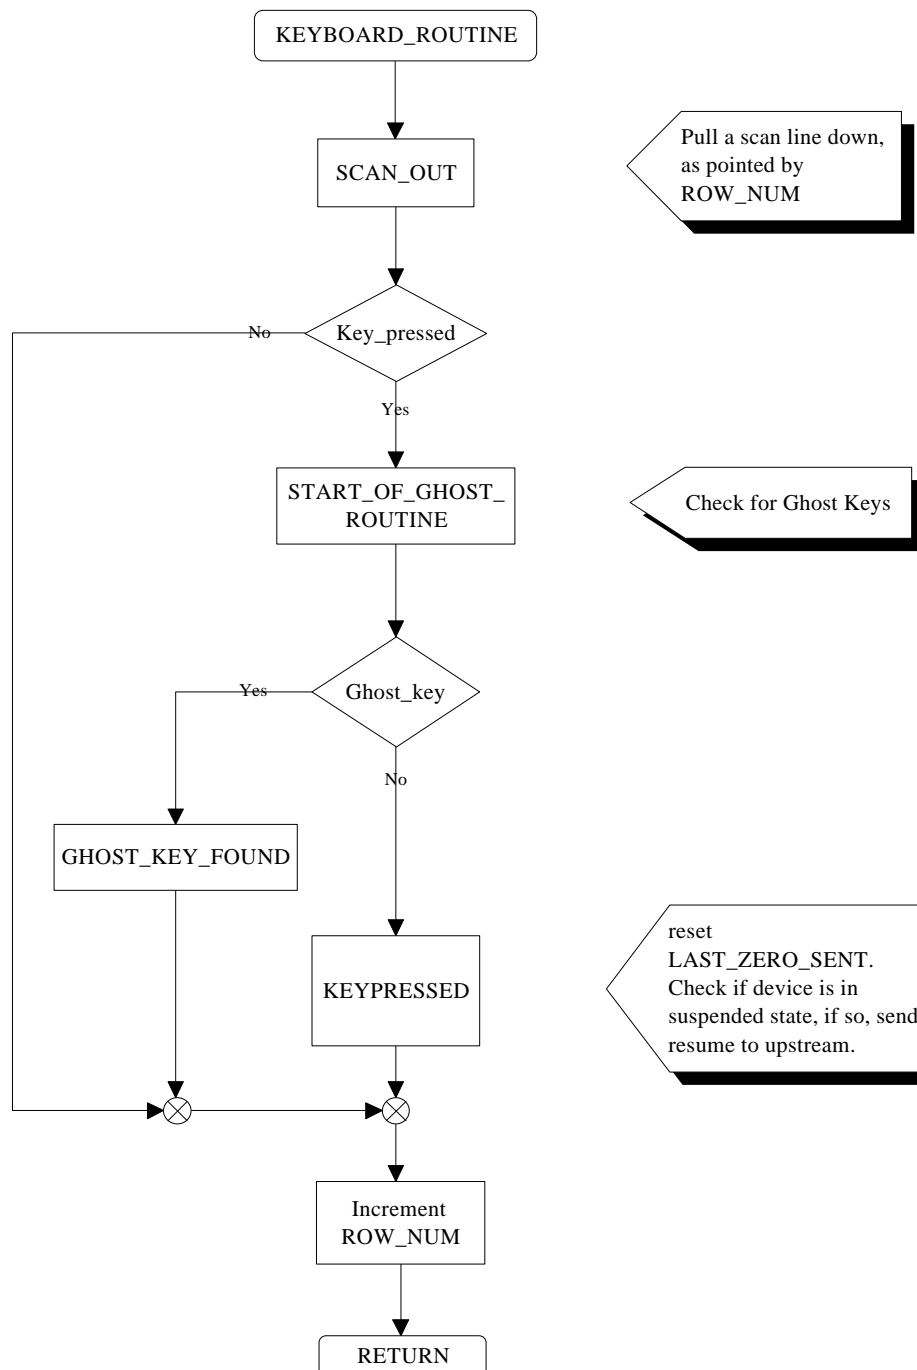 KEYBOARD_ROUTINE
SCAN_OUT
Pull a scan line down,
as pointed by
ROW_NUM
Key_pressed
No
Yes
START_OF_GHOST_
ROUTINE
Check for Ghost Keys
Ghost_key
Yes
No
GHOST_KEY_FOUND
KEYPRESSED
reset
LAST_ZERO_SENT.
Check if device is in
suspended state, if so, send
resume to upstream.
Increment
ROW_NUM
RETURN